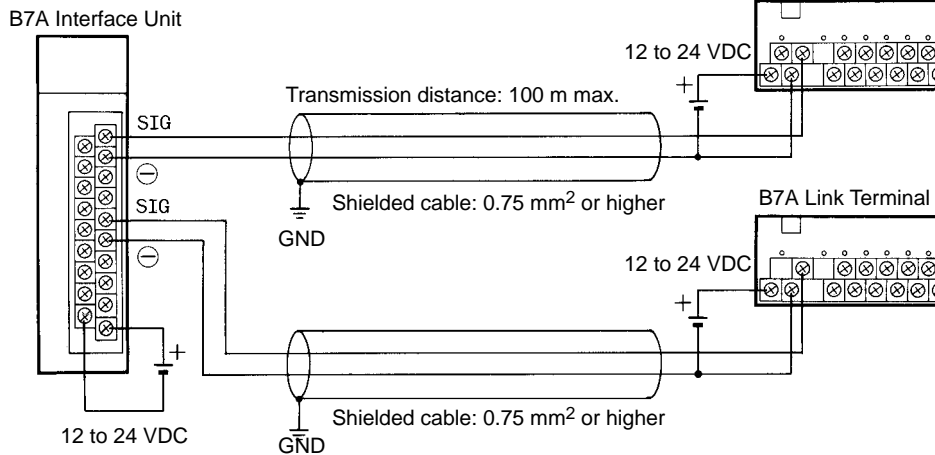 B7A Interface Unit
12 to 24 VDC
+
Transmission distance: 100 m max.
SIG
Shielded cable: 0.75 mm² or higher
GND
SIG
B7A Link Terminal
12 to 24 VDC
+
+
12 to 24 VDC
Shielded cable: 0.75 mm² or higher
GND